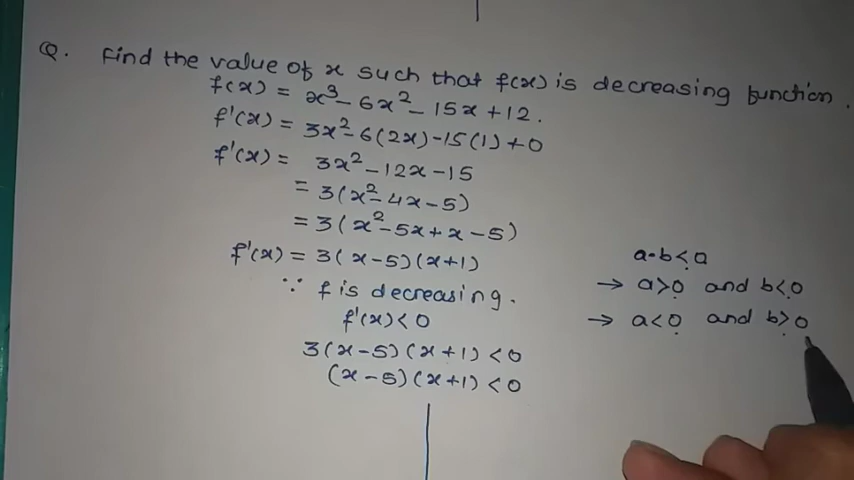 Q. Find the value of x such that f(x) is decreasing function.
f(x) = x³ - 6x² - 15x + 12.
f'(x) = 3x² - 6(2x) - 15(1) + 0
f'(x) = 3x² - 12x - 15
= 3(x² - 4x - 5)
= 3(x² - 5x + x - 5)
f'(x) = 3(x-5)(x+1)
∵ f is decreasing.
f'(x) < 0
3(x-5)(x+1) < 0
(x-5)(x+1) < 0
a·b < 0
→ a>0 and b<0
→ a<0 and b>0